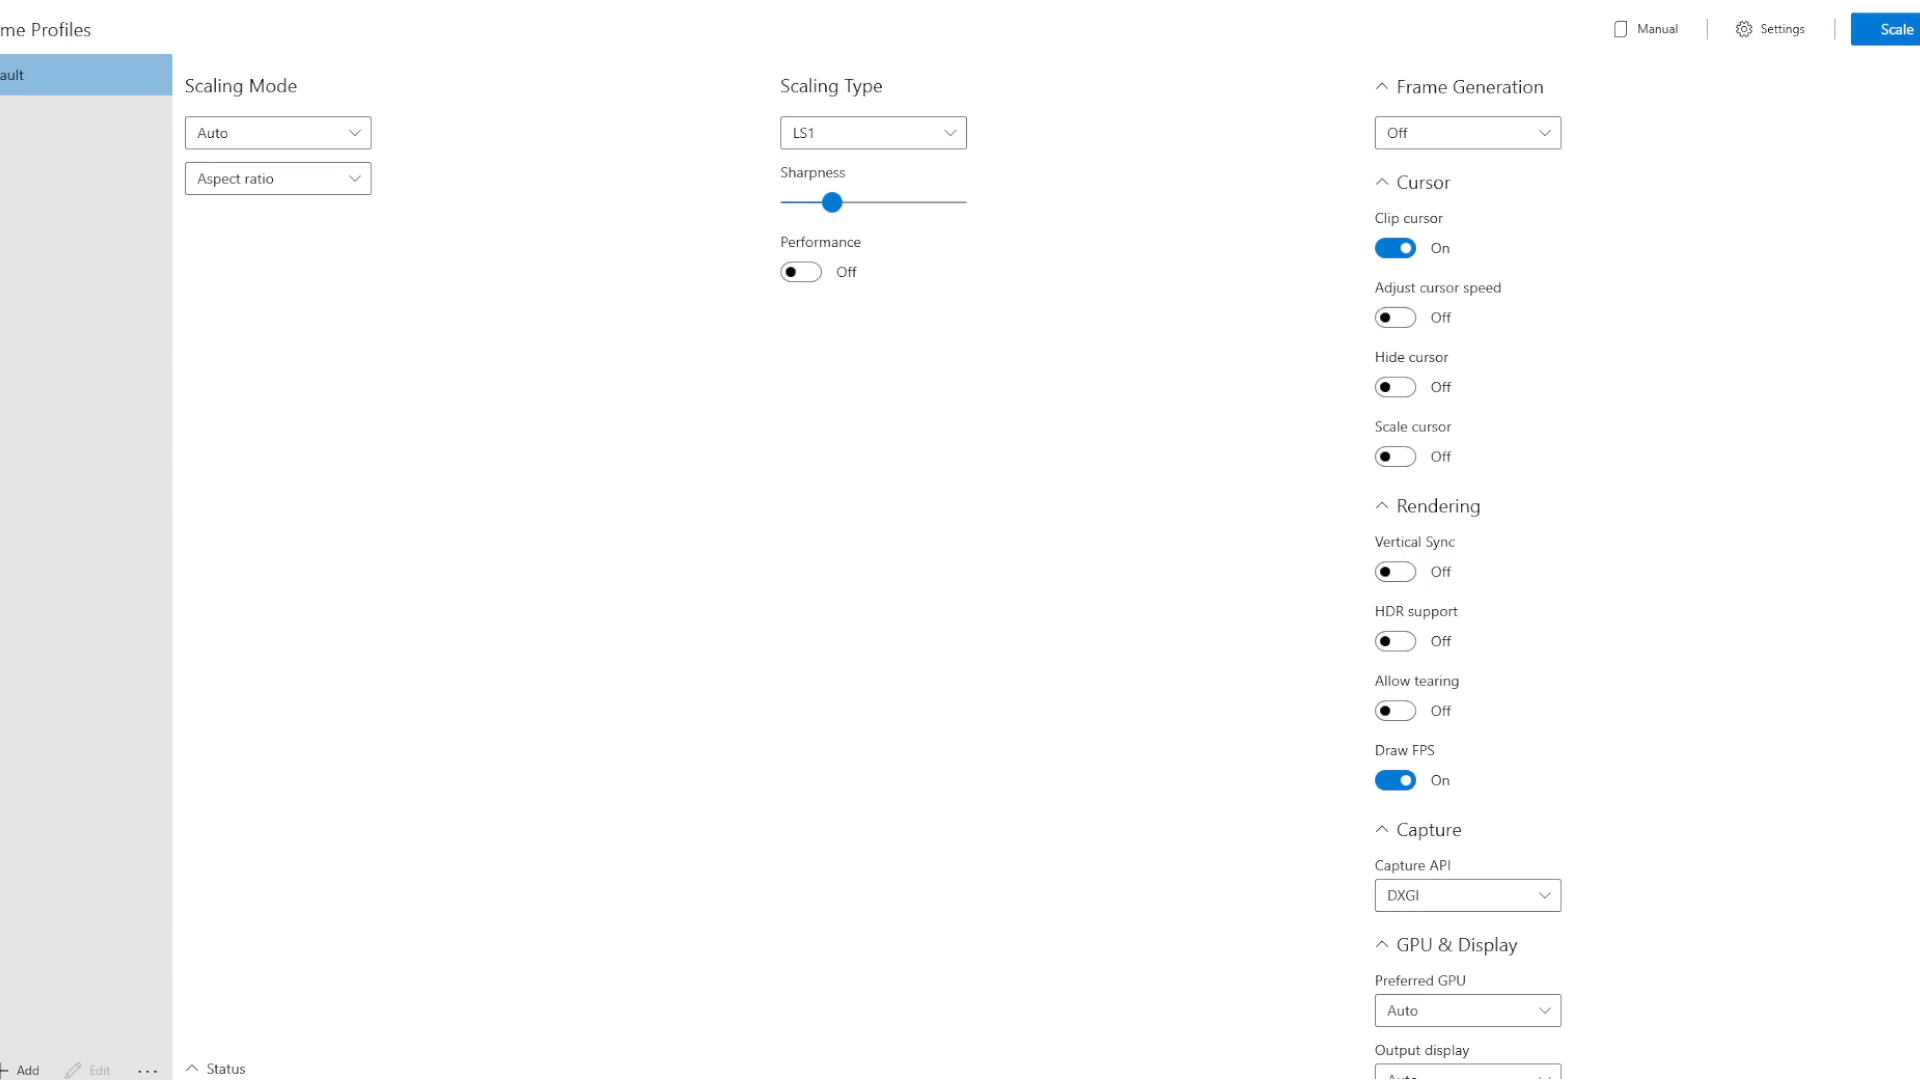 me Profiles
Manual
Settings
Scale
ault
Scaling Mode
Auto
Aspect ratio
Scaling Type
LS1
Sharpness
Performance
Off
Frame Generation
Off
Cursor
Clip cursor
On
Adjust cursor speed
Off
Hide cursor
Off
Scale cursor
Off
Rendering
Vertical Sync
Off
HDR support
Off
Allow tearing
Off
Draw FPS
On
Capture
Capture API
DXGI
GPU & Display
Preferred GPU
Auto
Output display
Auto
Add
Edit
...
Status